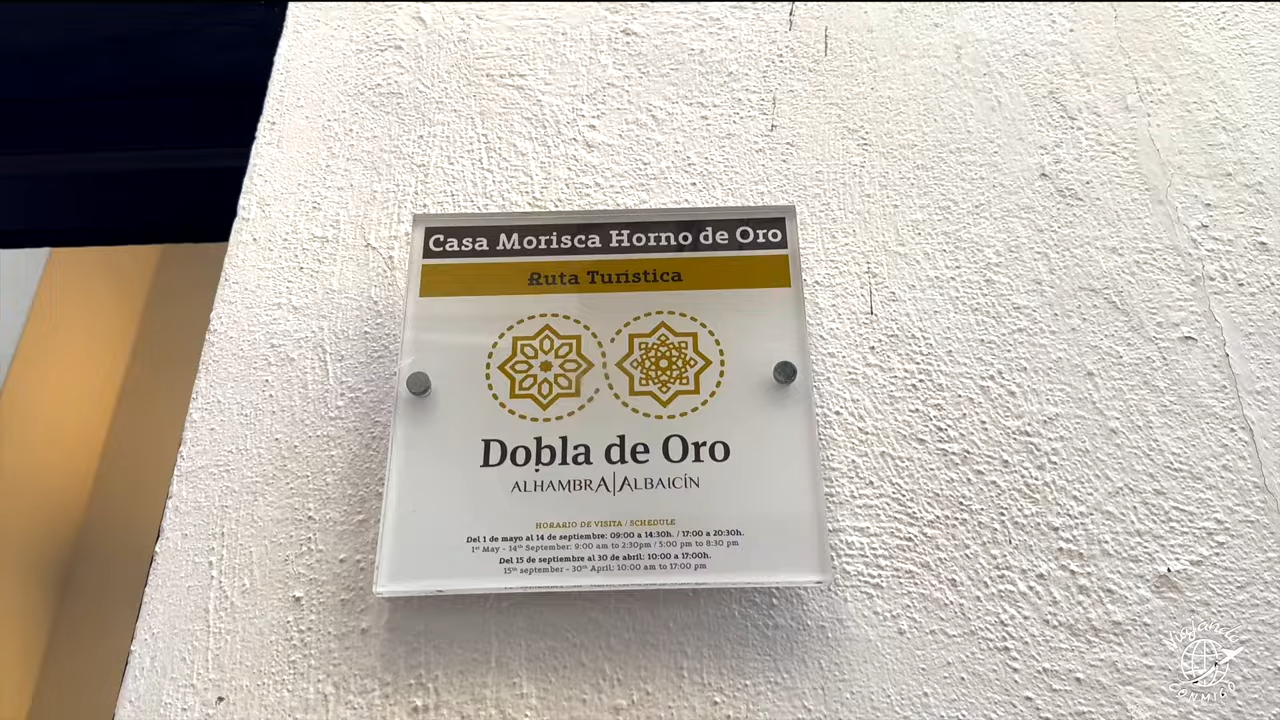 Casa Morisca Horno de Oro
Ruta Turística
Dobla de Oro
ALHAMBRA|ALBAICÍN
HORARIO DE VISITA / SCHEDULE
Del 1 de mayo al 14 de septiembre: 09:00 a 14:30h. / 17:00 a 20:30h.
1st May - 14th September: 9:00 am to 2:30pm / 5:00 pm to 8:30 pm
Del 15 de septiembre al 30 de abril: 10:00 a 17:00h.
15th september - 30th April: 10:00 am to 17:00 pm
Viajando
CONMIGO